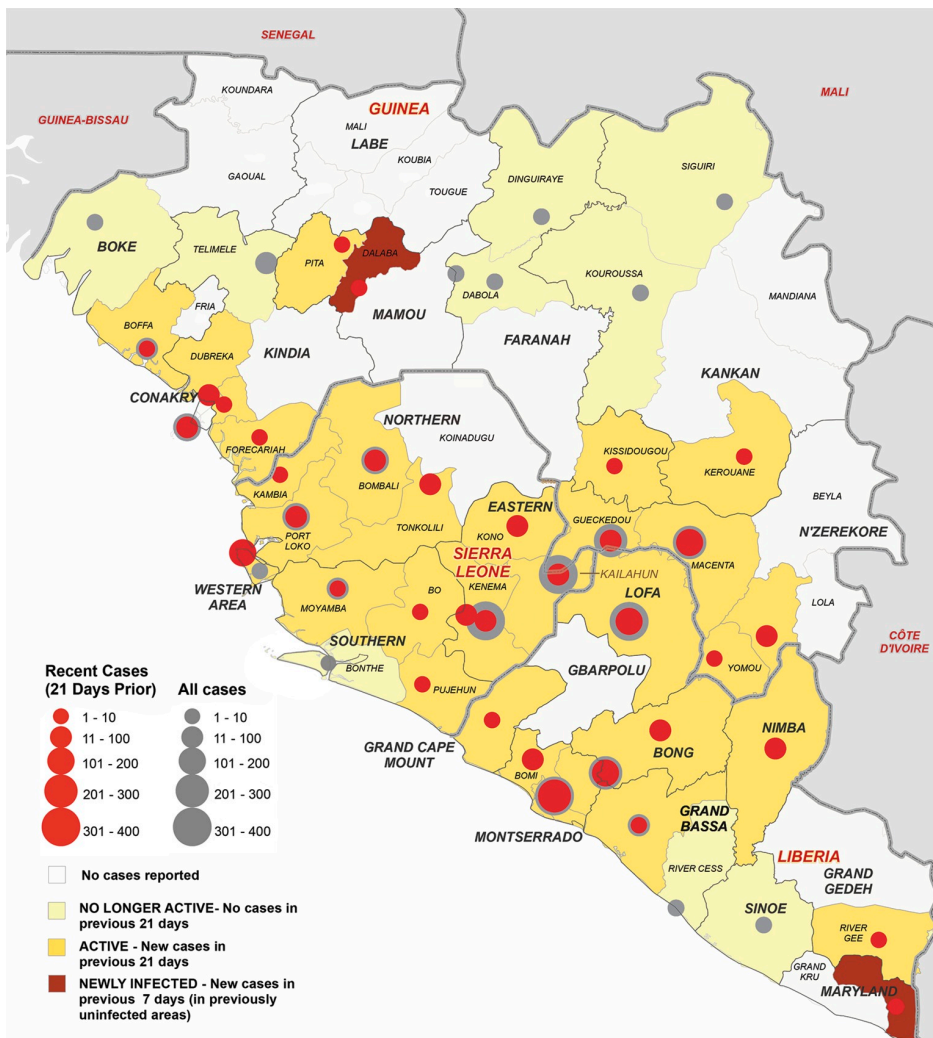 SENEGAL
MALI
GUINEA-BISSAU
KOUNDARA
GUINEA
MALI
LABE
KOUBIA
GAOUAL
TOUGUE
DINGUIRAYE
SIGUIRI
BOKE
TELIMELE
PITA
DALABA
KOUROUSSA
DABOLA
MANDIANA
FRIA
MAMOU
BOFFA
DUBREKA
KINDIA
FARANAH
KANKAN
CONAKRY
NORTHERN
KOINADUGU
FORECARIAH
KISSIDOUGOU
KEROUANE
KAMBIA
BOMBALI
BEYLA
EASTERN
GUECKEDOU
N'ZEREKORE
PORT
LOKO
TONKOLILI
KONO
SIERRA
LEONE
MACENTA
KAILAHUN
WESTERN
AREA
KENEMA
LOFA
MOYAMBA
BO
LOLA
CÔTE
D'IVOIRE
SOUTHERN
BONTHE
GBARPOLU
YOMOU
PUJEHUN
GRAND CAPE
MOUNT
BONG
NIMBA
BOMI
MONTSERRADO
GRAND
BASSA
LIBERIA
RIVER CESS
GRAND
GEDEH
SINOE
RIVER
GEE
GRAND
KRU
MARYLAND
Recent Cases
(21 Days Prior)
1 - 10
11 - 100
101 - 200
201 - 300
301 - 400
All cases
1 - 10
11 - 100
101 - 200
201 - 300
301 - 400
No cases reported
NO LONGER ACTIVE- No cases in
previous 21 days
ACTIVE - New cases in
previous 21 days
NEWLY INFECTED - New cases in
previous 7 days (in previously
uninfected areas)